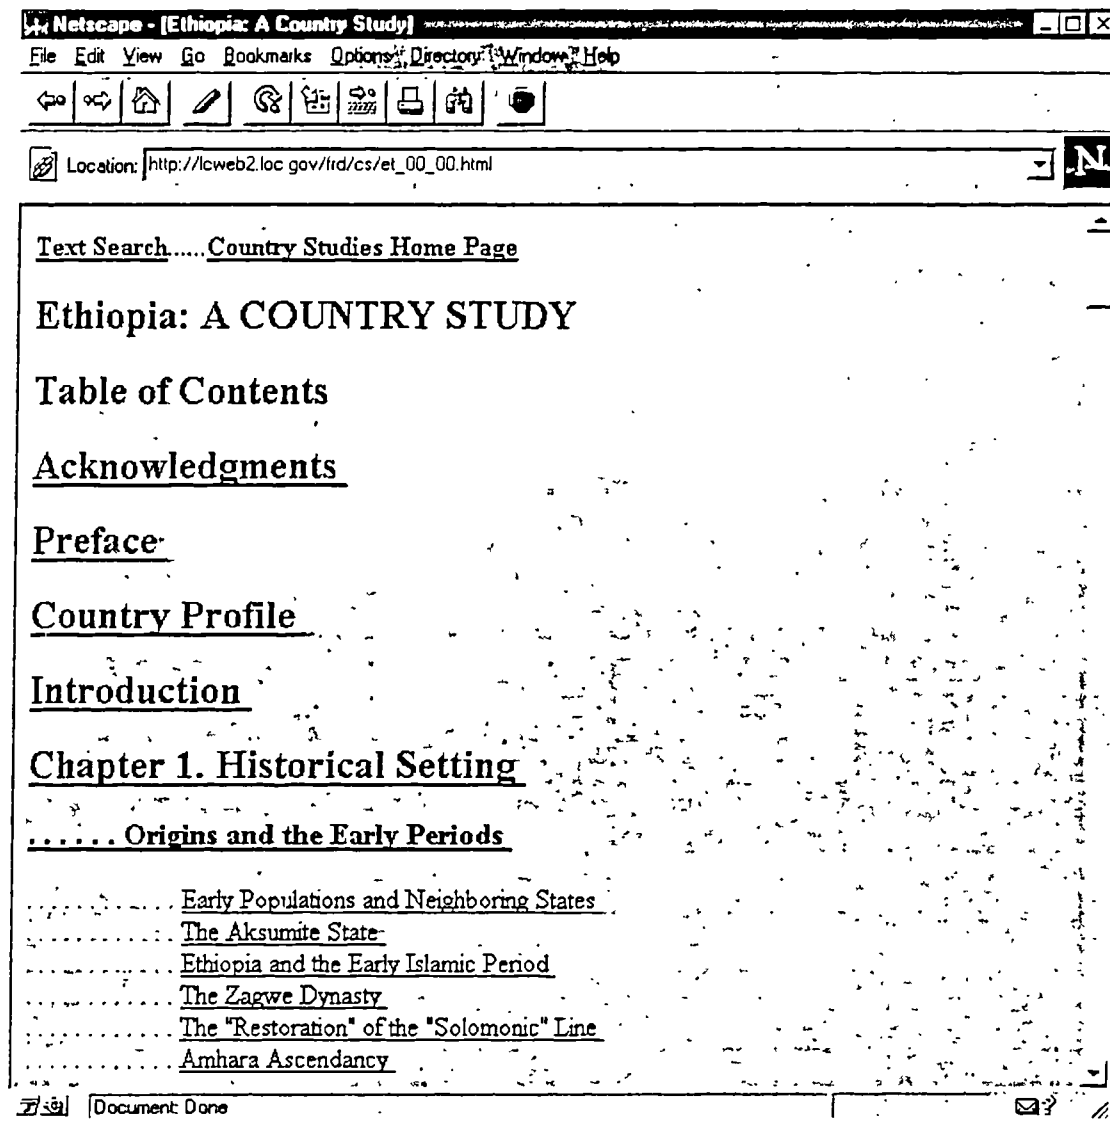 Netscape - [Ethiopia: A Country Study]
File Edit View Go Bookmarks Options Directory Window Help
Location: http://lcweb2.loc gov/frd/cs/et_00_00.html
N
Text Search......Country Studies Home Page
Ethiopia: A COUNTRY STUDY
Table of Contents
Acknowledgments
Preface
Country Profile
Introduction
Chapter 1. Historical Setting
. . . . . . Origins and the Early Periods
. . . . . . . . . . . . Early Populations and Neighboring States
. . . . . . . . . . . . The Aksumite State
. . . . . . . . . . . . Ethiopia and the Early Islamic Period
. . . . . . . . . . . . The Zagwe Dynasty
. . . . . . . . . . . . The "Restoration" of the "Solomonic" Line
. . . . . . . . . . . . Amhara Ascendancy
Document: Done